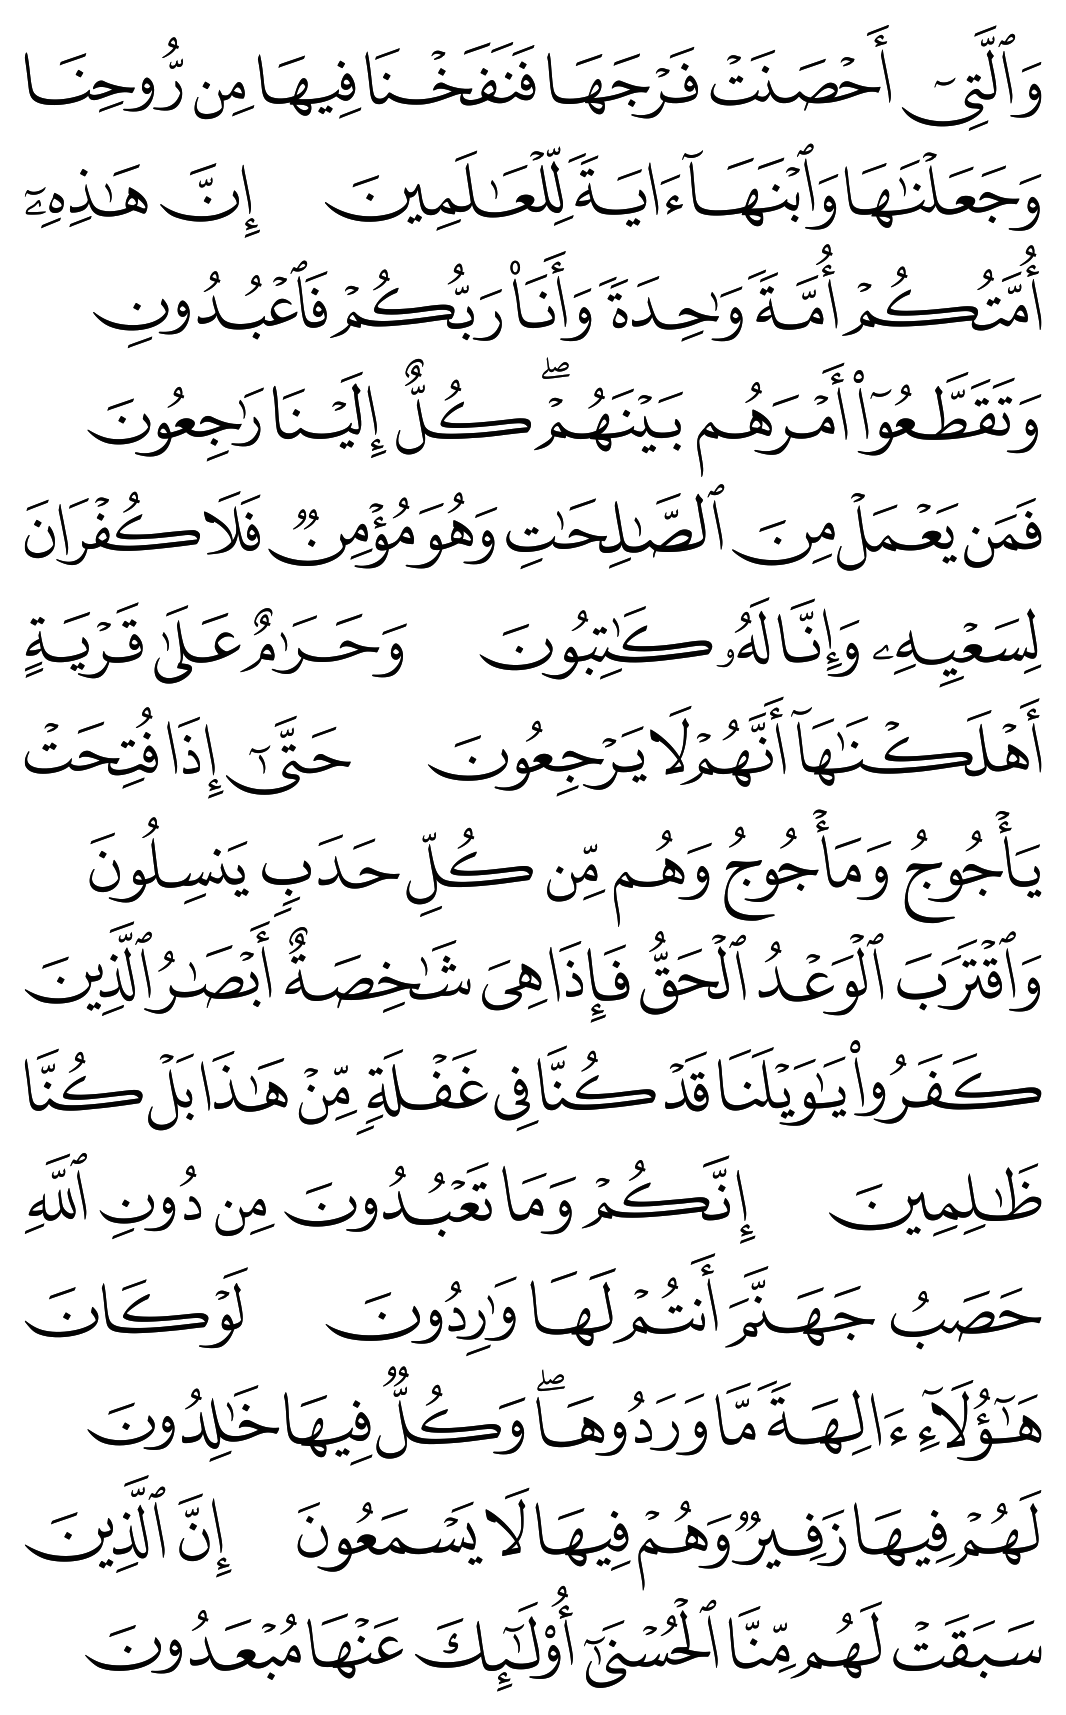 وَٱلَّتِىٓ أَحْصَنَتْ فَرْجَهَا فَنَفَخْنَا فِيهَا مِن رُّوحِنَا
وَجَعَلْنَٰهَا وَٱبْنَهَآ ءَايَةً لِّلْعَٰلَمِينَ إِنَّ هَٰذِهِۦٓ
أُمَّتُكُمْ أُمَّةً وَٰحِدَةً وَأَنَا۠ رَبُّكُمْ فَٱعْبُدُونِ
وَتَقَطَّعُوٓا۟ أَمْرَهُم بَيْنَهُمْ ۖ كُلٌّ إِلَيْنَا رَٰجِعُونَ
فَمَن يَعْمَلْ مِنَ ٱلصَّٰلِحَٰتِ وَهُوَ مُؤْمِنٌ فَلَا كُفْرَانَ
لِسَعْيِهِۦ وَإِنَّا لَهُۥ كَٰتِبُونَ وَحَرَٰمٌ عَلَىٰ قَرْيَةٍ
أَهْلَكْنَٰهَآ أَنَّهُمْ لَا يَرْجِعُونَ حَتَّىٰٓ إِذَا فُتِحَتْ
يَأْجُوجُ وَمَأْجُوجُ وَهُم مِّن كُلِّ حَدَبٍ يَنسِلُونَ
وَٱقْتَرَبَ ٱلْوَعْدُ ٱلْحَقُّ فَإِذَا هِىَ شَٰخِصَةٌ أَبْصَٰرُ ٱلَّذِينَ
كَفَرُوا۟ يَٰوَيْلَنَا قَدْ كُنَّا فِى غَفْلَةٍ مِّنْ هَٰذَا بَلْ كُنَّا
ظَٰلِمِينَ إِنَّكُمْ وَمَا تَعْبُدُونَ مِن دُونِ ٱللَّهِ
حَصَبُ جَهَنَّمَ أَنتُمْ لَهَا وَٰرِدُونَ لَوْ كَانَ
هَٰٓؤُلَآءِ ءَالِهَةً مَّا وَرَدُوهَا ۖ وَكُلٌّ فِيهَا خَٰلِدُونَ
لَهُمْ فِيهَا زَفِيرٌ وَهُمْ فِيهَا لَا يَسْمَعُونَ إِنَّ ٱلَّذِينَ
سَبَقَتْ لَهُم مِّنَّا ٱلْحُسْنَىٰٓ أُو۟لَٰٓئِكَ عَنْهَا مُبْعَدُونَ